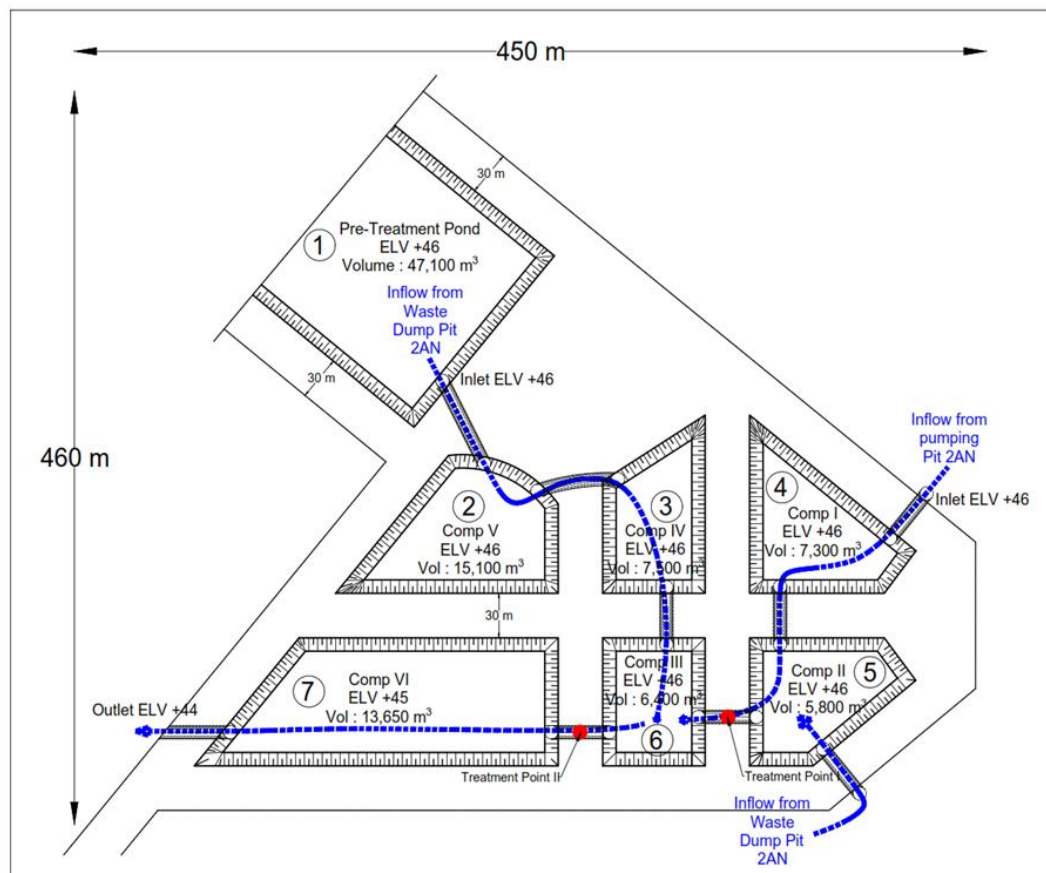 450 m
460 m
30 m
1
Pre-Treatment Pond
ELV +46
Volume : 47,100 m³
Inflow from
Waste
Dump Pit
2AN
30 m
Inlet ELV +46
Inflow from
pumping
Pit 2AN
Inlet ELV +46
2
Comp V
ELV +46
Vol : 15,100 m³
3
Comp IV
ELV +46
4
Comp I
ELV +46
Vol : 7,300 m³
30 m
7
Comp VI
ELV +45
Vol : 13,650 m³
Outlet ELV +44
Comp III
ELV +46
Vol : 6,400 m³
6
5
Comp II
ELV +46
Vol : 5,800 m³
Treatment Point II
Treatment Point I
Inflow from
Waste
Dump Pit
2AN